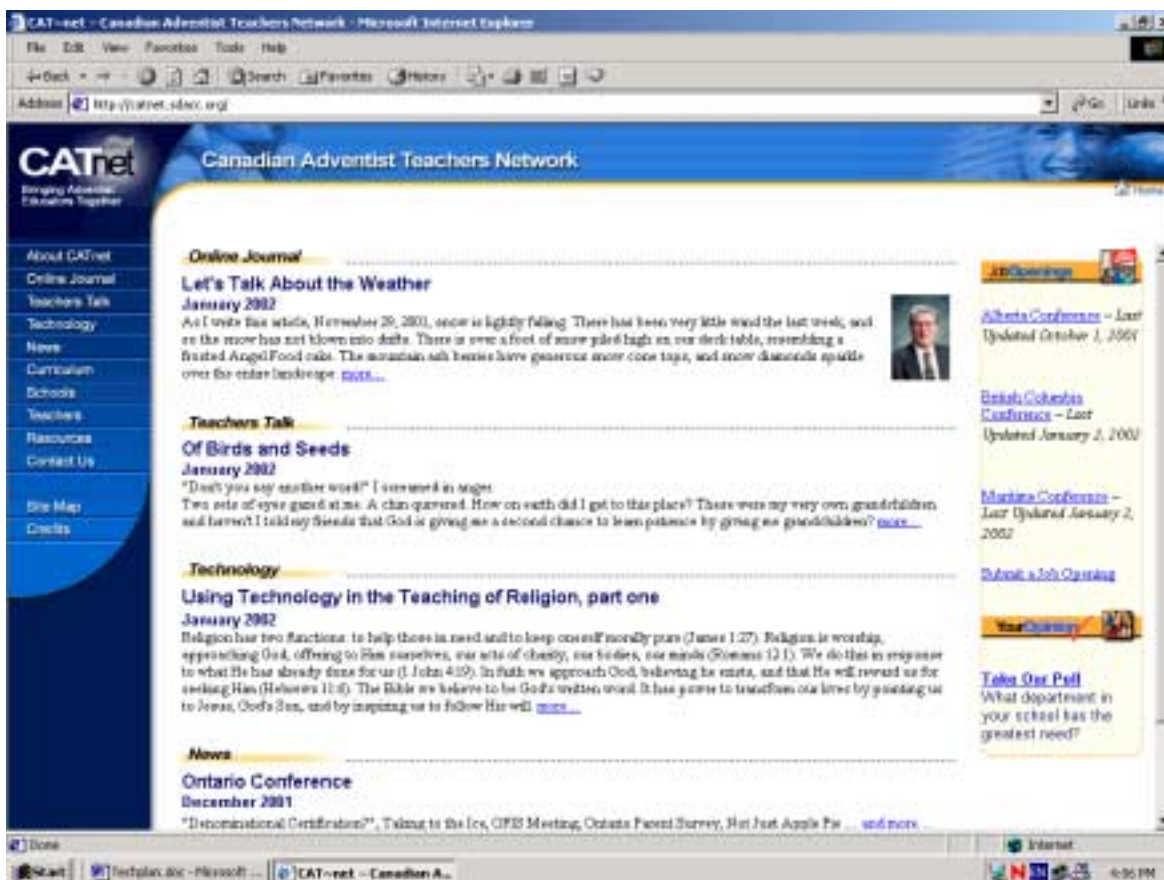 CAT~net - Canadian Adventist Teachers Network - Microsoft Internet Explorer
File Edit View Favorites Tools Help
Back Search Favorites History
Address http://catnet.sdacc.org/ Go Links
CATnet
Bringing Adventist
Educators Together
Canadian Adventist Teachers Network
Home
About CATnet
Online Journal
Teachers Talk
Technology
News
Curriculum
Schools
Teachers
Resources
Contact Us
Site Map
Credits
Online Journal
Let's Talk About the Weather
January 2002
As I write this article, November 29, 2001, snow is lightly falling. There has been very little wind the last week, and
so the snow has not blown into drifts. There is over a foot of snow piled high on our deck table, resembling a
frosted Angel Food cake. The mountain ash berries have generous snow cone tops, and snow diamonds sparkle
over the entire landscape. more...
Teachers Talk
Of Birds and Seeds
January 2002
"Don't you say another word!" I screamed in anger.
Two sets of eyes gazed at me. A chin quivered. How on earth did I get to this place? These were my very own grandchildren
and haven't I told my friends that God is giving me a second chance to learn patience by giving me grandchildren? more...
Technology
Using Technology in the Teaching of Religion, part one
January 2002
Religion has two functions: to help those in need and to keep oneself morally pure (James 1:27). Religion is worship,
approaching God, offering to Him ourselves, our acts of charity, our bodies, our minds (Romans 12:1). We do this in response
to what He has already done for us (I John 4:19). In faith we approach God, believing he exists, and that He will reward us for
seeking Him (Hebrews 11:6). The Bible we believe to be God's written word. It has power to transform our lives by pointing us
to Jesus, God's Son, and by inspiring us to follow His will. more...
News
Ontario Conference
December 2001
"Denominational Certification?", Taking to the Ice, OPIS Meeting, Ontario Parent Survey, Not Just Apple Pie ... and more...
Job Openings
Alberta Conference – Last
Updated October 1, 2001
British Columbia
Conference – Last
Updated January 2, 2002
Maritime Conference –
Last Updated January 2,
2002
Submit a Job Opening
Your Opinion
Take Our Poll
What department in
your school has the
greatest need?
Done Internet
Start Techplan.doc - Microsoft ... CAT~net - Canadian A... 4:06 PM